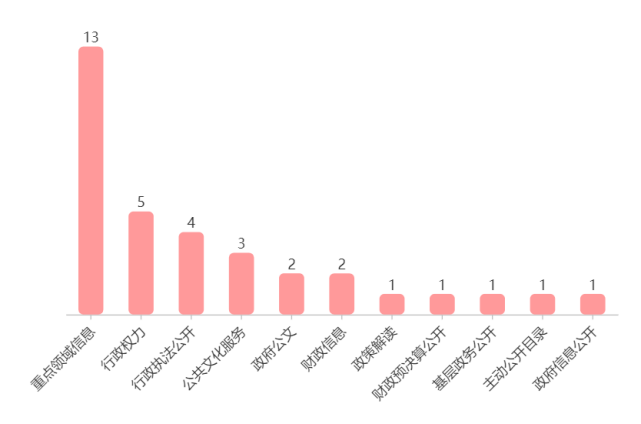 13
5
4
3
2
2
1
1
1
1
1
重点领域信息
行政权力
行政执法公开
公共文化服务
政府公文
财政信息
政策解读
财政预决算公开
基层政务公开
主动公开目录
政府信息公开